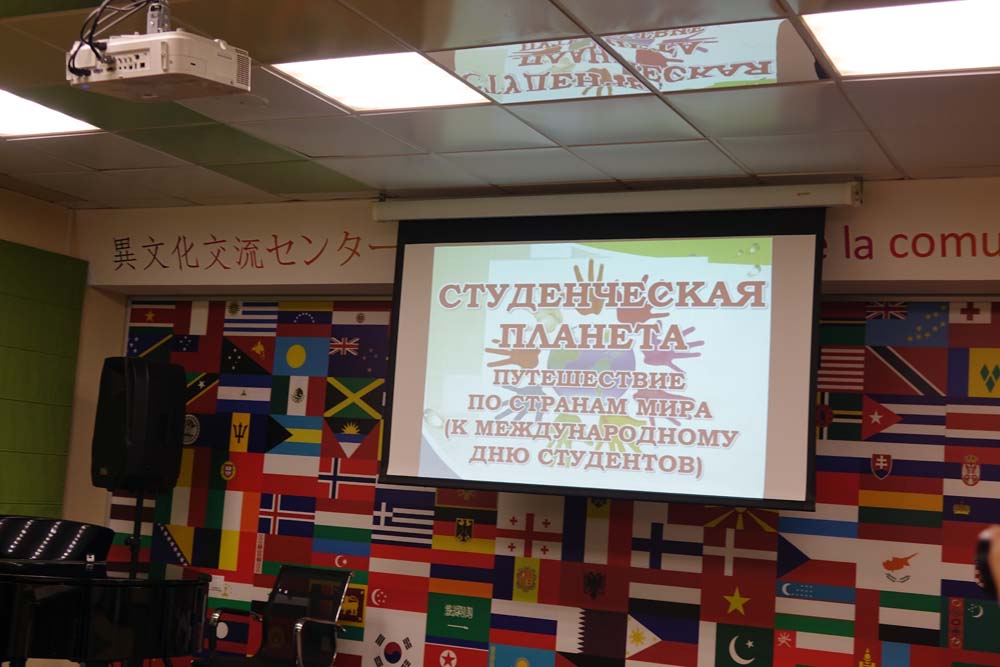 異文化交流センター
e la comu
СТУДЕНЧЕСКАЯ
ПЛАНЕТА
ПУТЕШЕСТВИЕ
ПО СТРАНАМ МИРА
(К МЕЖДУНАРОДНОМУ
ДНЮ СТУДЕНТОВ)